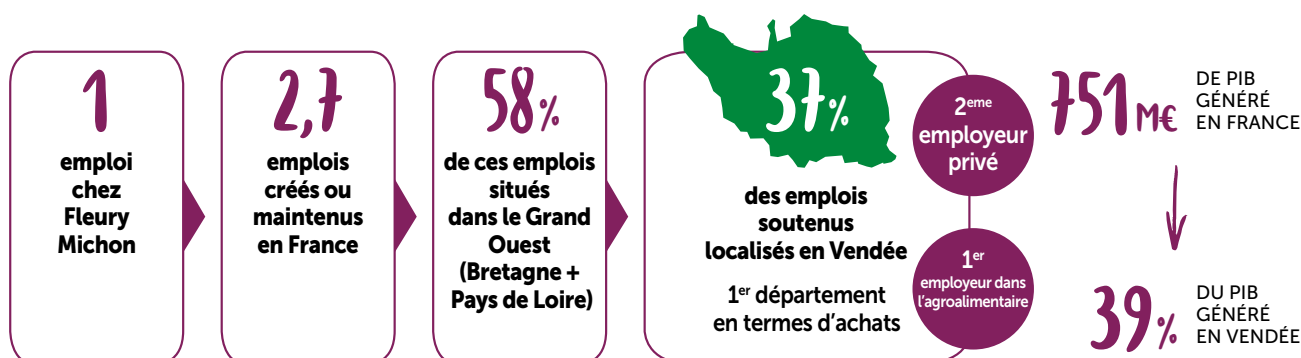 1
emploi
chez
Fleury
Michon
2,7
emplois
créés ou
maintenus
en France
58%
de ces emplois
situés
dans le Grand
Ouest
(Bretagne +
Pays de Loire)
37%
des emplois
soutenus
localisés en Vendée
1er département
en termes d'achats
2eme
employeur
privé
1er
employeur dans
l'agroalimentaire
751M€
DE PIB
GÉNÉRÉ
EN FRANCE
39%
DU PIB
GÉNÉRÉ
EN VENDÉE